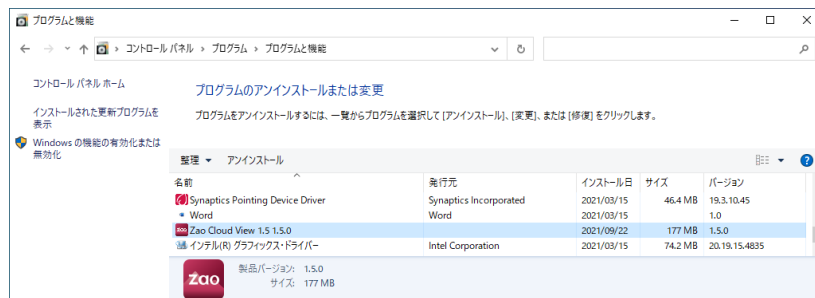 プログラムと機能
コントロール パネル › プログラム › プログラムと機能
コントロール パネル ホーム
インストールされた更新プログラムを
表示
Windows の機能の有効化または
無効化
プログラムのアンインストールまたは変更
プログラムをアンインストールするには、一覧からプログラムを選択して [アンインストール]、[変更]、または [修復] をクリックします。
整理 アンインストール
名前 発行元 インストール日 サイズ バージョン
Synaptics Pointing Device Driver Synaptics Incorporated 2021/03/15 46.4 MB 19.3.10.45
Word Word 2021/03/15 1.0
zao Zao Cloud View 1.5 1.5.0 2021/09/22 177 MB 1.5.0
インテル(R) グラフィックス・ドライバー Intel Corporation 2021/03/15 74.2 MB 20.19.15.4835
zao 製品バージョン: 1.5.0
サイズ: 177 MB